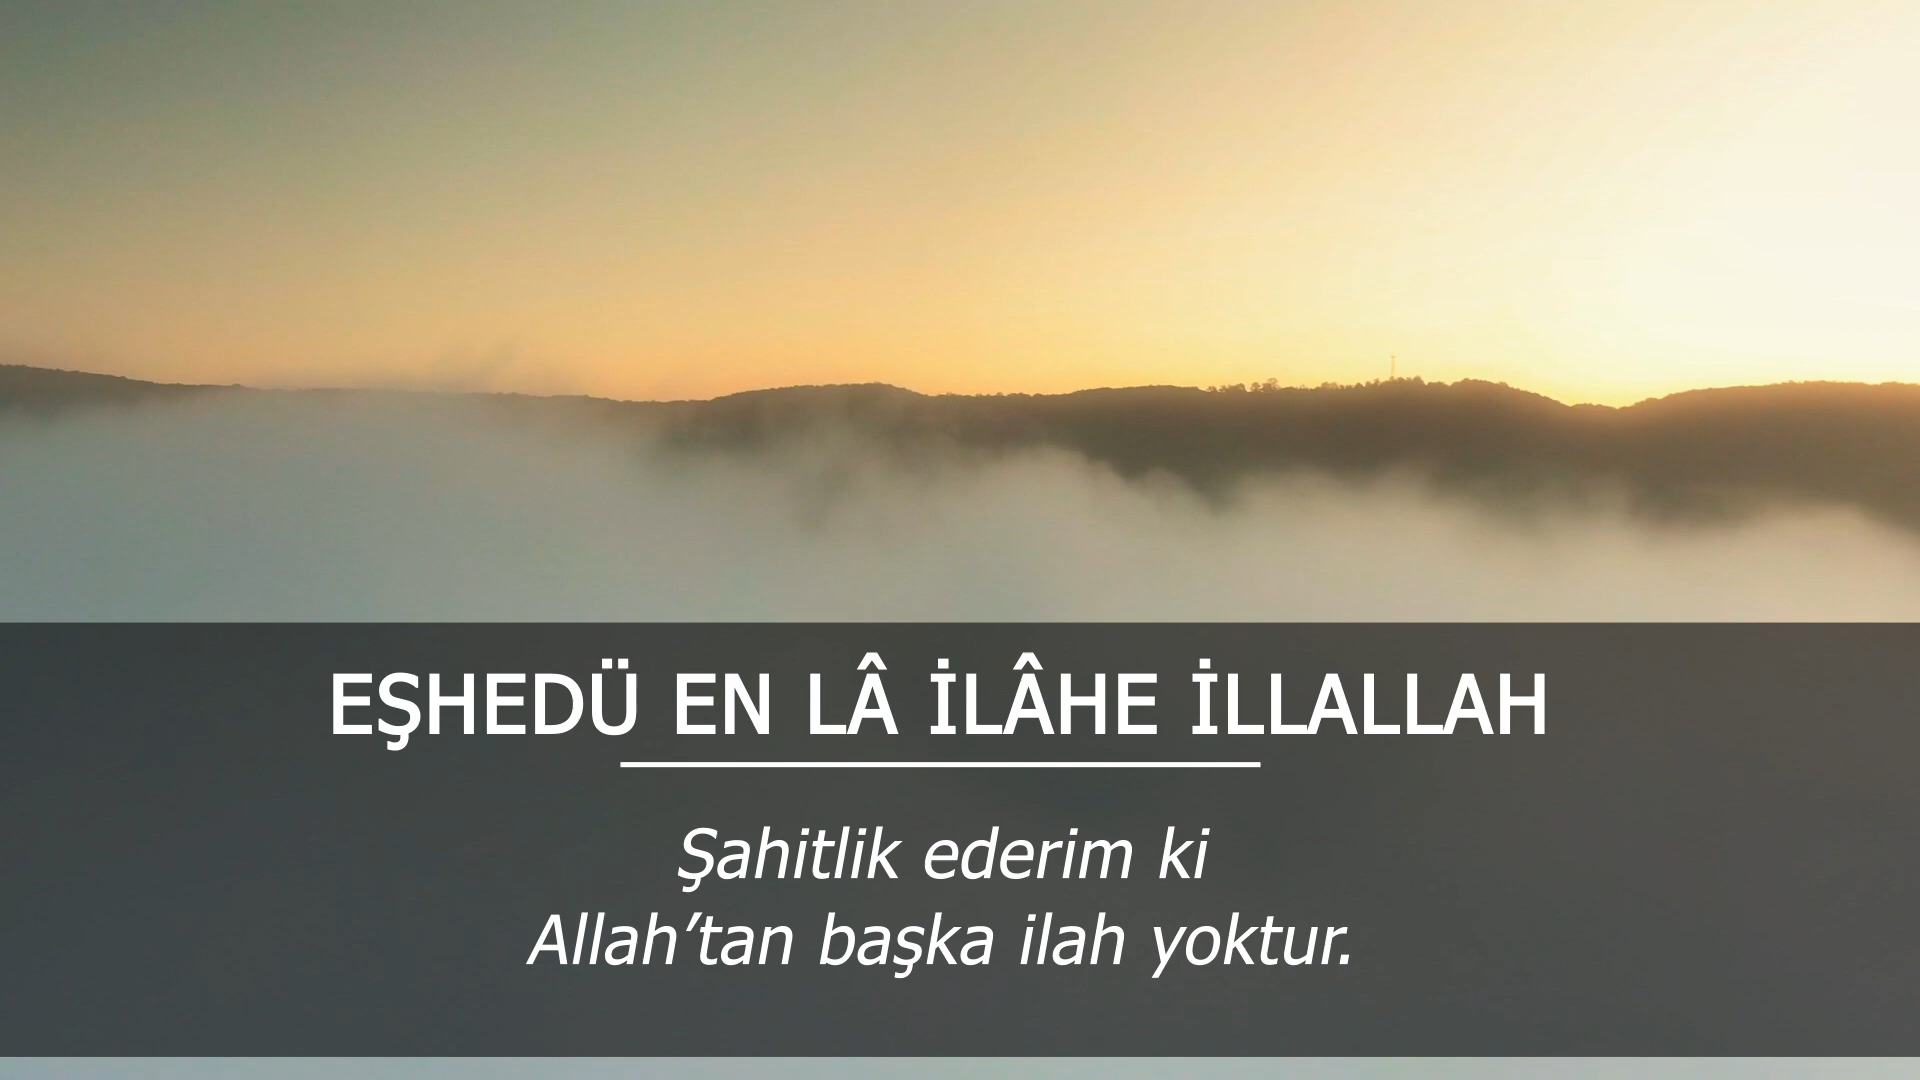 EŞHEDÜ EN LÂ İLÂHE İLLALLAH
Şahitlik ederim ki
Allah’tan başka ilah yoktur.